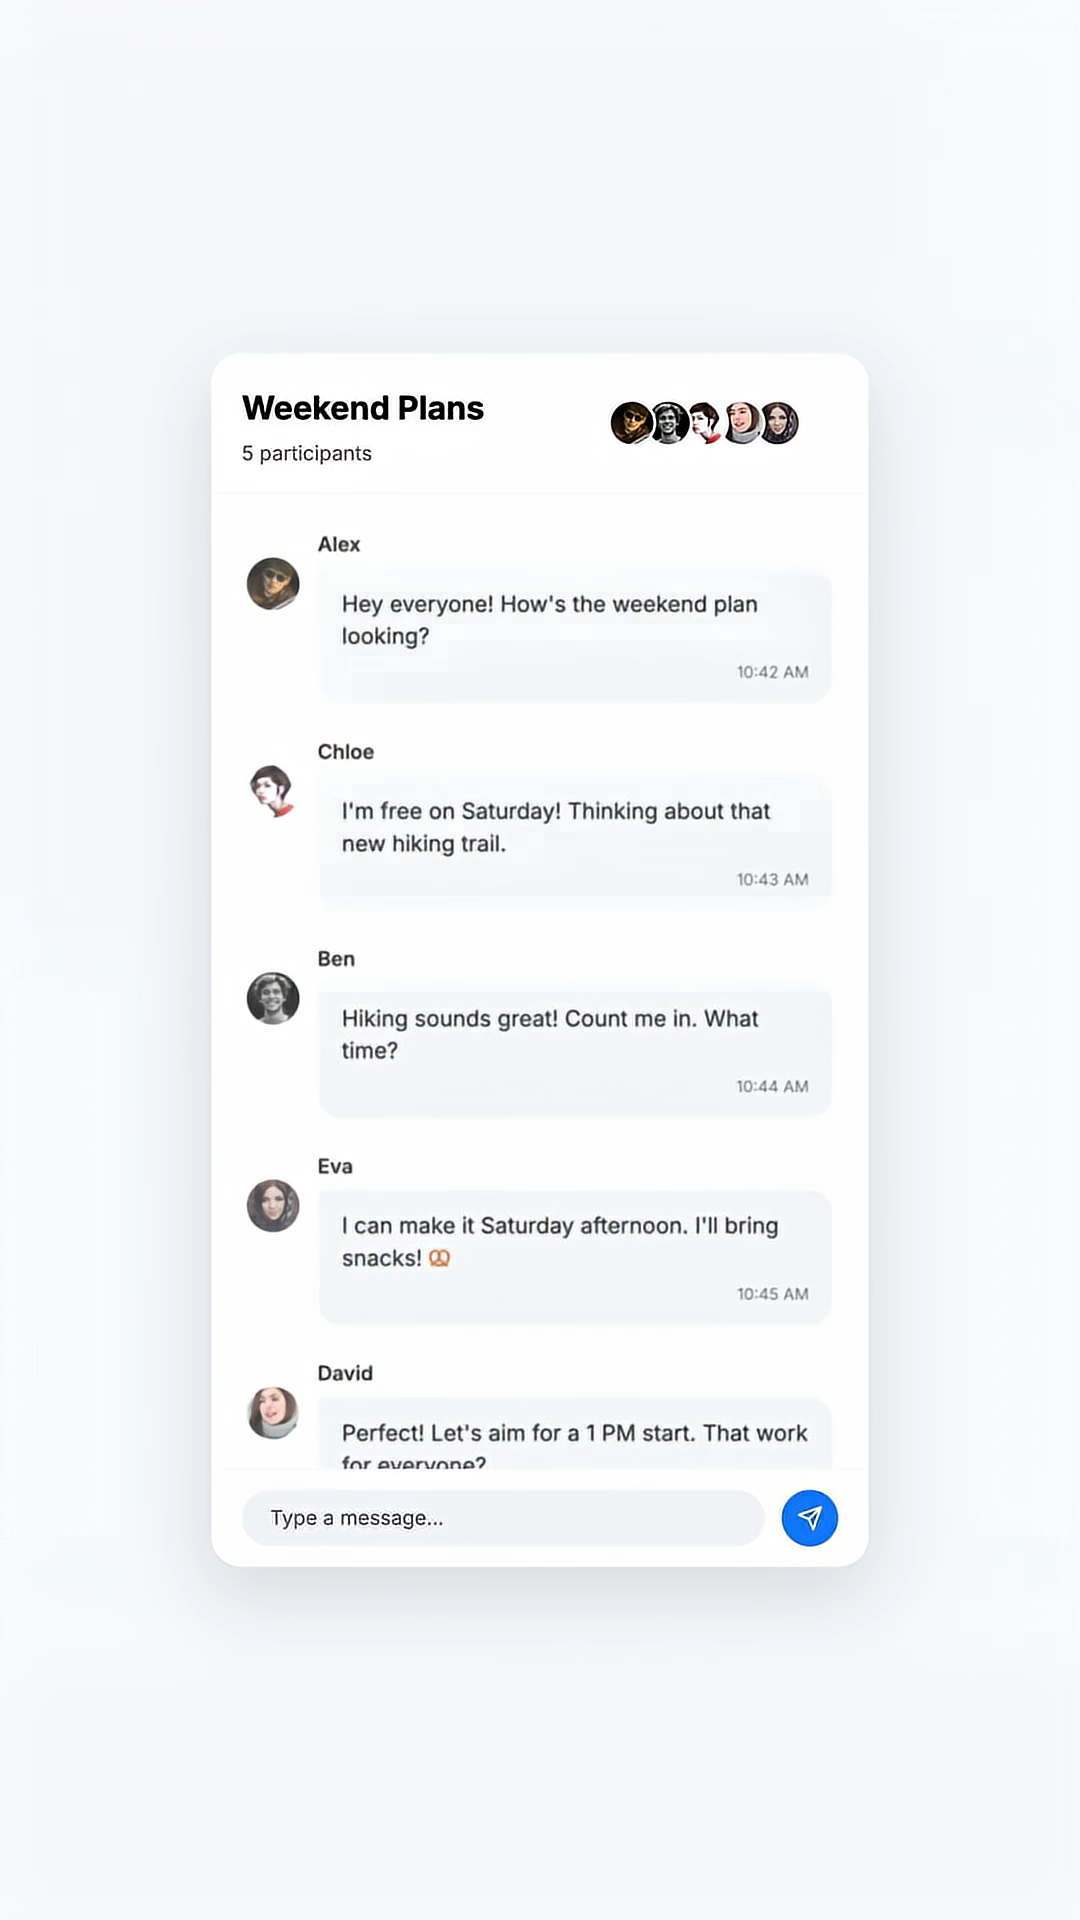 Weekend Plans
5 participants
Alex
Hey everyone! How's the weekend plan
looking?
10:42 AM
Chloe
I'm free on Saturday! Thinking about that
new hiking trail.
10:43 AM
Ben
Hiking sounds great! Count me in. What
time?
10:44 AM
Eva
I can make it Saturday afternoon. I'll bring
snacks! 🥨
10:45 AM
David
Perfect! Let's aim for a 1 PM start. That work
for everyone?
Type a message...